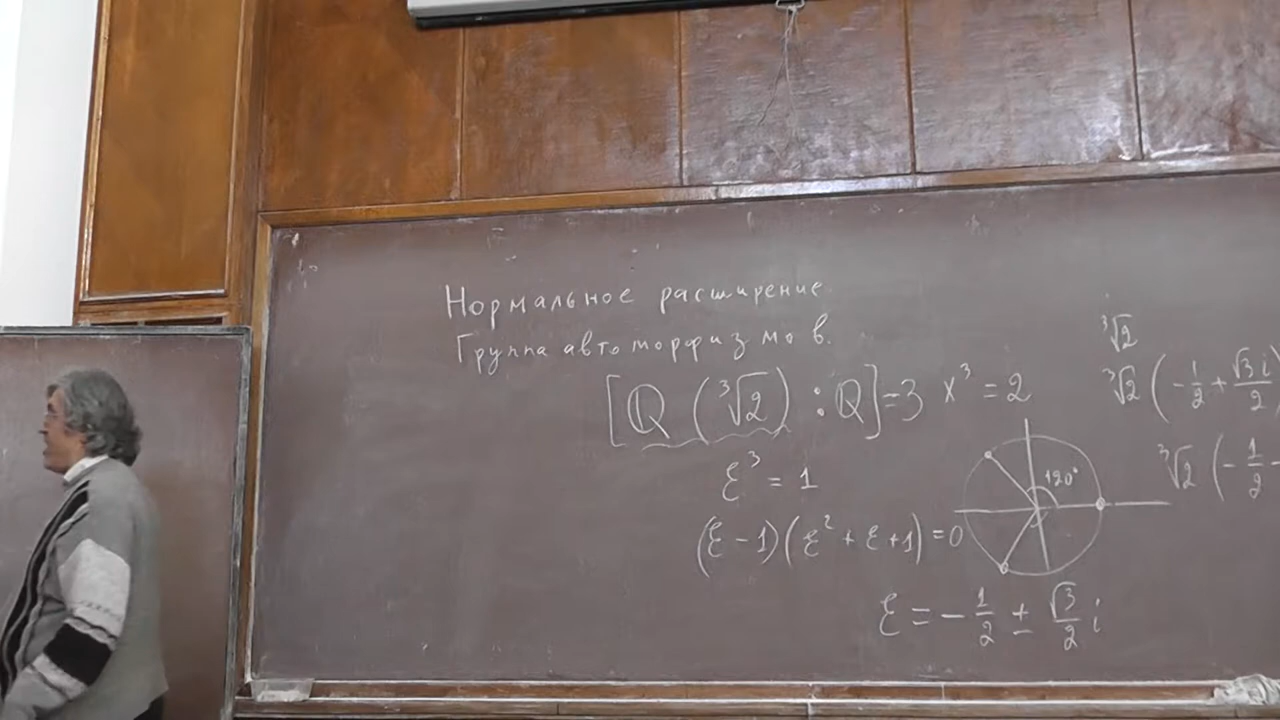 Нормальное расширение.
Группа автоморфизмов.
[ℚ(∛2) : ℚ] = 3 x³ = 2
ε³ = 1
(ε - 1)(ε² + ε + 1) = 0
120°
ε = - 1/2 ± √3/2 i
∛2
∛2 (- 1/2 + √3 i/2)
∛2 (- 1/2 -